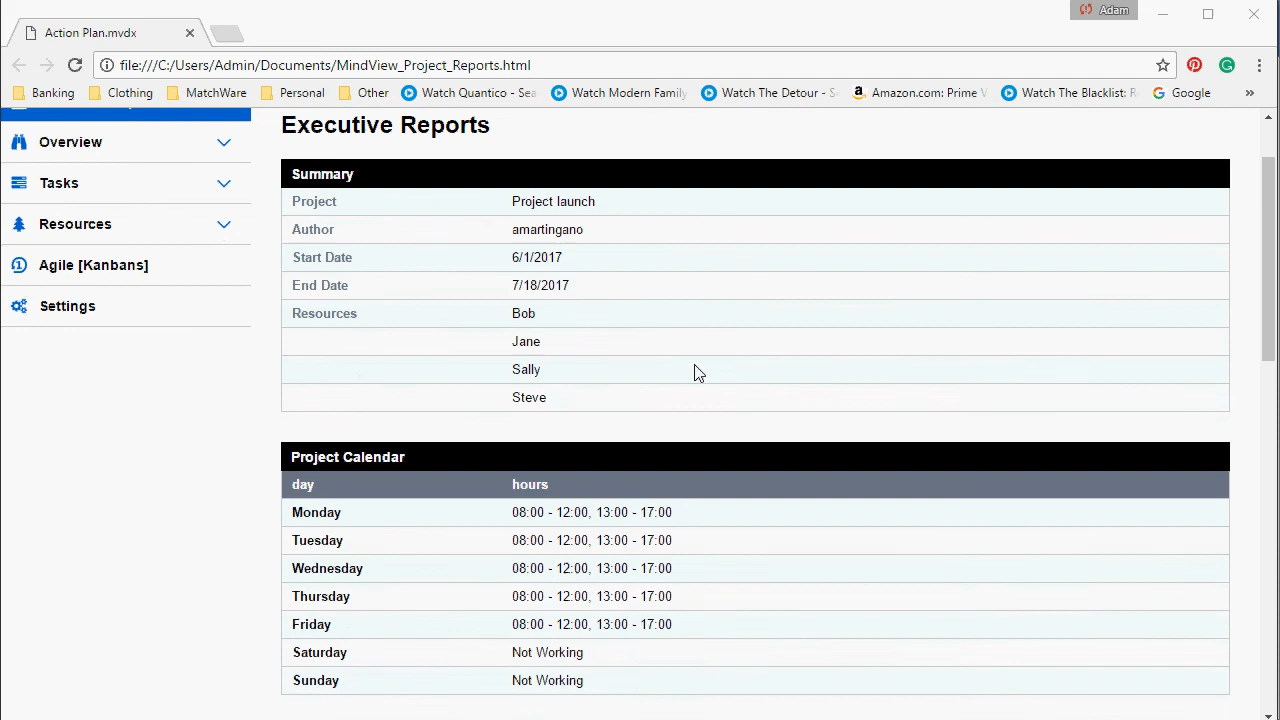 Adam
Action Plan.mvdx
file:///C:/Users/Admin/Documents/MindView_Project_Reports.html
Banking Clothing MatchWare Personal Other Watch Quantico - Sea Watch Modern Family Watch The Detour - S Amazon.com: Prime V Watch The Blacklist: R Google »
Executive Reports
Overview
Tasks
Resources
Agile [Kanbans]
Settings
Summary
Project Project launch
Author amartingano
Start Date 6/1/2017
End Date 7/18/2017
Resources Bob
Jane
Sally
Steve
Project Calendar
day hours
Monday 08:00 - 12:00, 13:00 - 17:00
Tuesday 08:00 - 12:00, 13:00 - 17:00
Wednesday 08:00 - 12:00, 13:00 - 17:00
Thursday 08:00 - 12:00, 13:00 - 17:00
Friday 08:00 - 12:00, 13:00 - 17:00
Saturday Not Working
Sunday Not Working